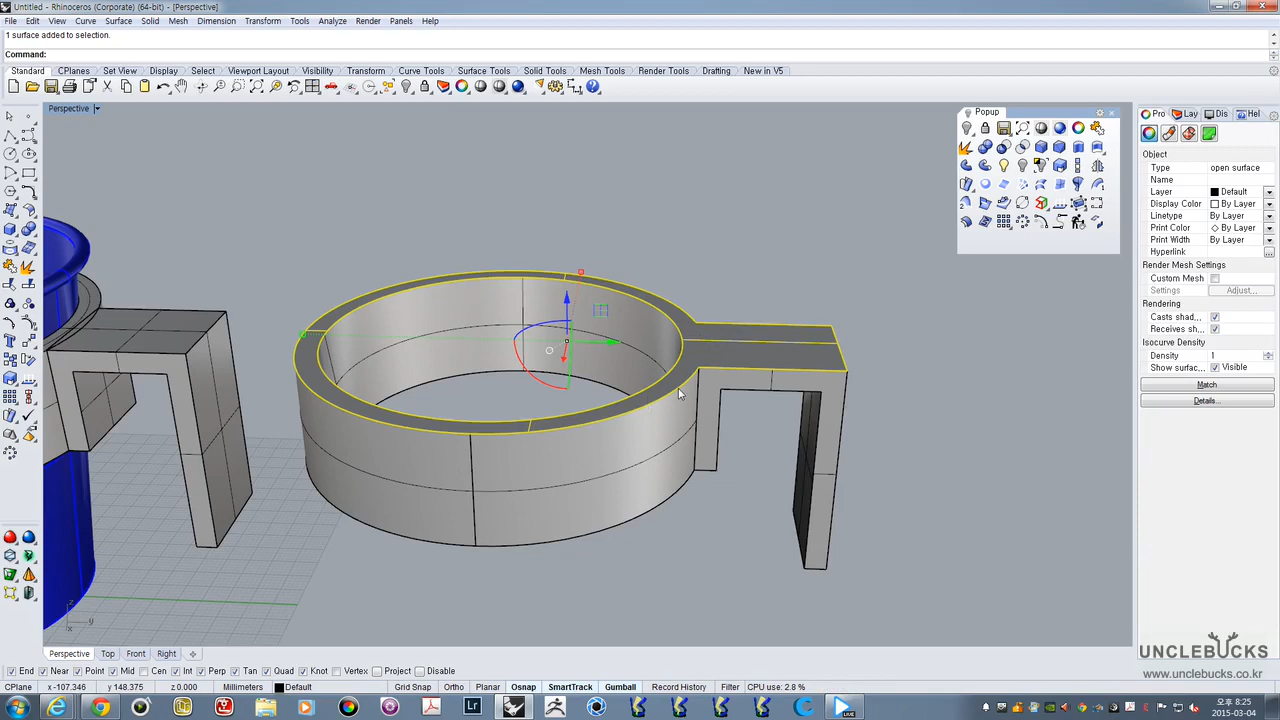 Untitled - Rhinoceros (Corporate) (64-bit) - [Perspective]
File Edit View Curve Surface Solid Mesh Dimension Transform Tools Analyze Render Panels Help
1 surface added to selection.
Command:
Standard CPlanes Set View Display Select Viewport Layout Visibility Transform Curve Tools Surface Tools Solid Tools Mesh Tools Render Tools Drafting New in V5
Perspective
Popup
Pro Lay Dis Hel
Object
Type open surface
Name
Layer Default
Display Color By Layer
Linetype By Layer
Print Color By Layer
Print Width By Layer
Hyperlink
Render Mesh Settings
Custom Mesh
Settings Adjust...
Rendering
Casts shad...
Receives sh...
Isocurve Density
Density 1
Show surfac... Visible
Match
Details...
z
x y
UNCLEBUCKS
www.unclebucks.co.kr
Perspective Top Front Right
End Near Point Mid Cen Int Perp Tan Quad Knot Vertex Project Disable
CPlane x -107.346 y 148.375 z 0.000 Millimeters Default Grid Snap Ortho Planar Osnap SmartTrack Gumball Record History Filter CPU use: 2.8 %
Lr LIVE
오후 8:25
2015-03-04